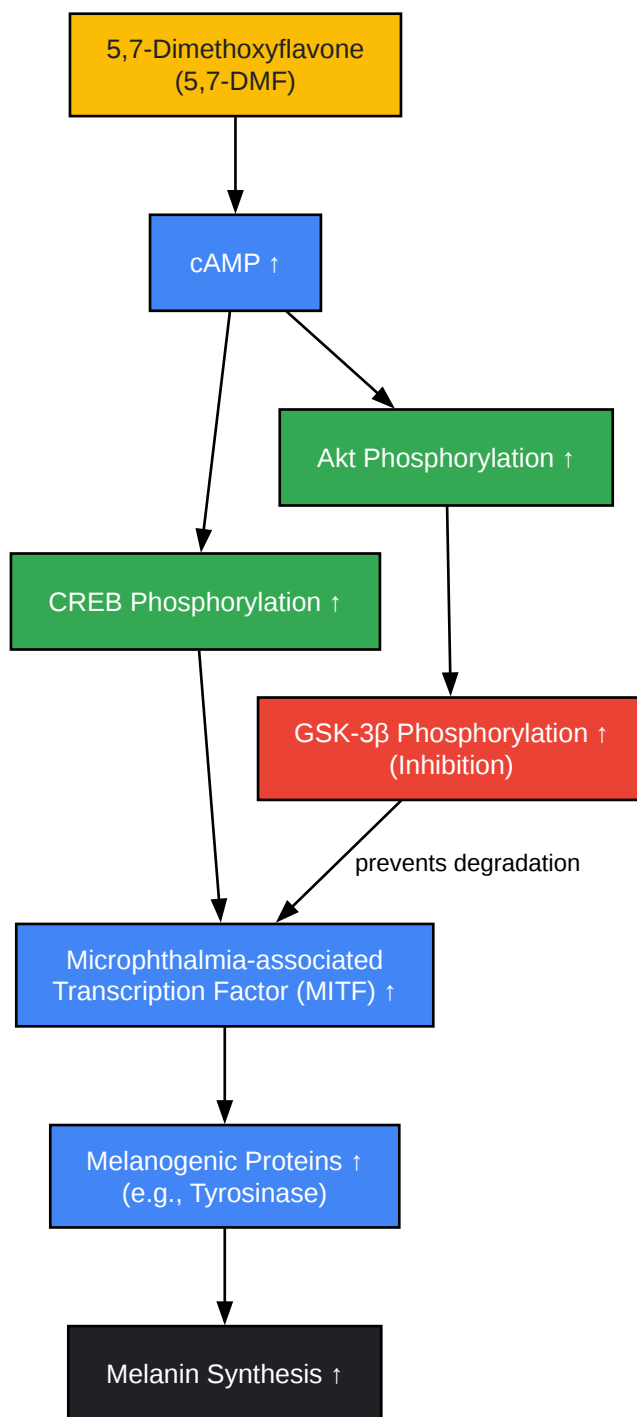 5,7-Dimethoxyflavone
(5,7-DMF)
cAMP ↑
Akt Phosphorylation ↑
CREB Phosphorylation ↑
GSK-3β Phosphorylation ↑
(Inhibition)
prevents degradation
Microphthalmia-associated
Transcription Factor (MITF) ↑
Melanogenic Proteins ↑
(e.g., Tyrosinase)
Melanin Synthesis ↑